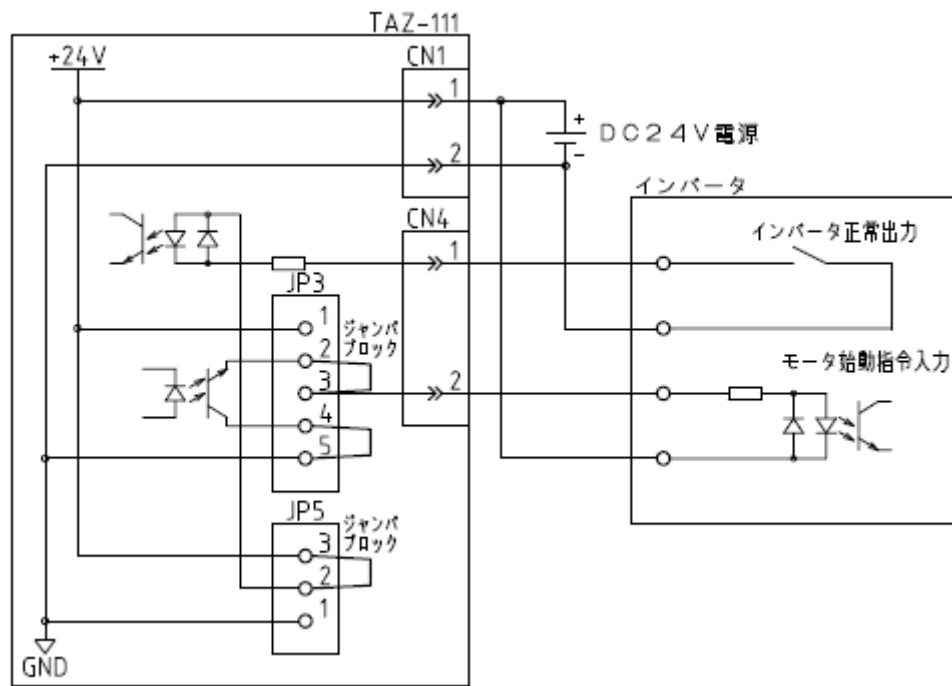 TAZ-111
+24V
CN1
1
+
DC24V電源
-
2
インバータ
CN4
インバータ正常出力
1
JP3
1
ジャンパ
ブロック
2
モータ始動指令入力
3
2
4
5
JP5
ジャンパ
ブロック
3
2
1
GND